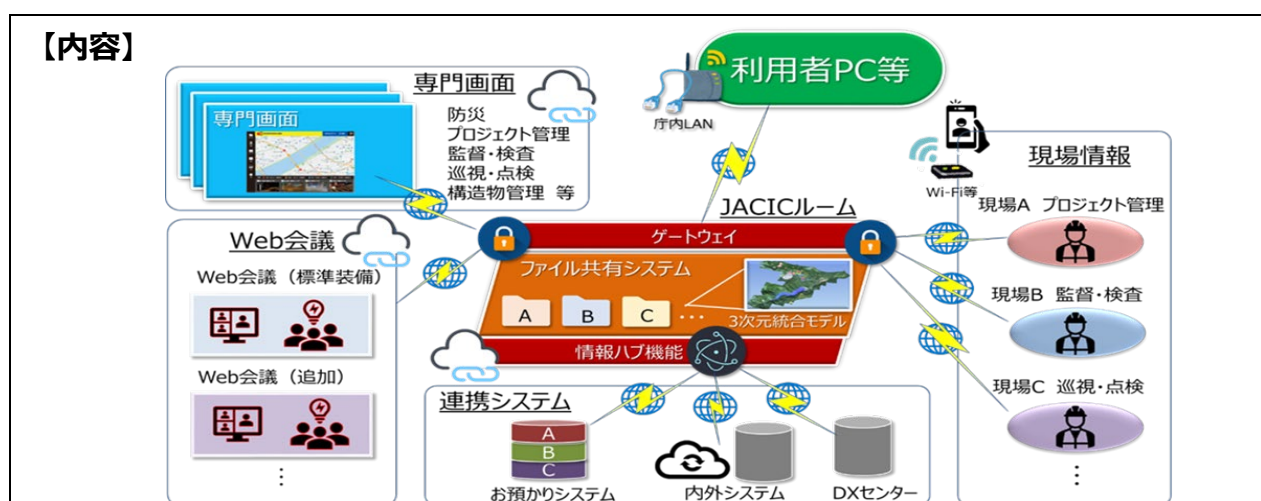 【内容】
利用者PC等
庁内LAN
専門画面
専門画面
防災
プロジェクト管理
監督・検査
巡視・点検
構造物管理 等
Wi-Fi等
現場情報
現場A プロジェクト管理
現場B 監督・検査
現場C 巡視・点検
⋮
JACICルーム
ゲートウェイ
ファイル共有システム
A B C …
3次元統合モデル
情報ハブ機能
Web会議
Web会議（標準装備）
Web会議（追加）
⋮
連携システム
A
B
C
お預かりシステム
内外システム
DXセンター